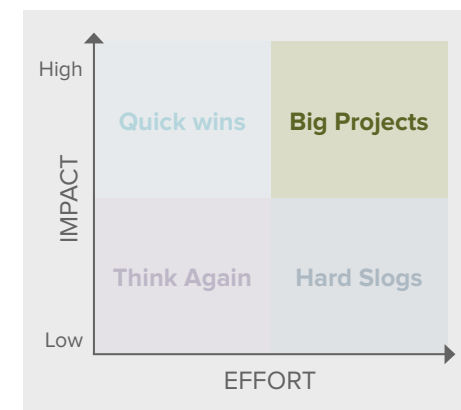 High
Quick wins
Big Projects
IMPACT
Think Again
Hard Slogs
Low
EFFORT